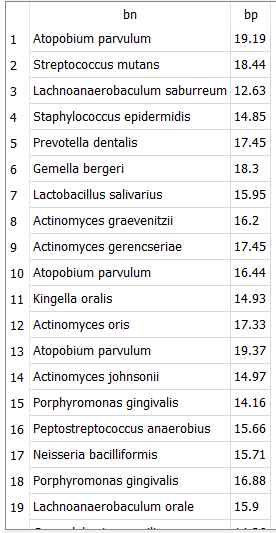 bn bp
1 Atopobium parvulum 19.19
2 Streptococcus mutans 18.44
3 Lachnoanaerobaculum saburreum 12.63
4 Staphylococcus epidermidis 14.85
5 Prevotella dentalis 17.45
6 Gemella bergeri 18.3
7 Lactobacillus salivarius 15.95
8 Actinomyces graevenitzii 16.2
9 Actinomyces gerencseriae 17.45
10 Atopobium parvulum 16.44
11 Kingella oralis 14.93
12 Actinomyces oris 17.33
13 Atopobium parvulum 19.37
14 Actinomyces johnsonii 14.97
15 Porphyromonas gingivalis 14.16
16 Peptostreptococcus anaerobius 15.66
17 Neisseria bacilliformis 15.71
18 Porphyromonas gingivalis 16.88
19 Lachnoanaerobaculum orale 15.9